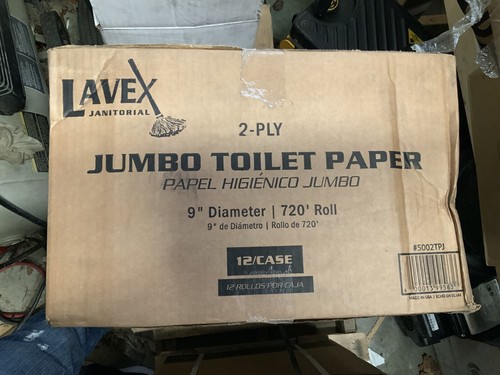 LAVEX
JANITORIAL
2-PLY
JUMBO TOILET PAPER
PAPEL HIGIÉNICO JUMBO
9" Diameter | 720' Roll
9" de Diámetro | Rollo de 720'
12/CASE
12 ROLLOS POR CAJA
#5002TPJ